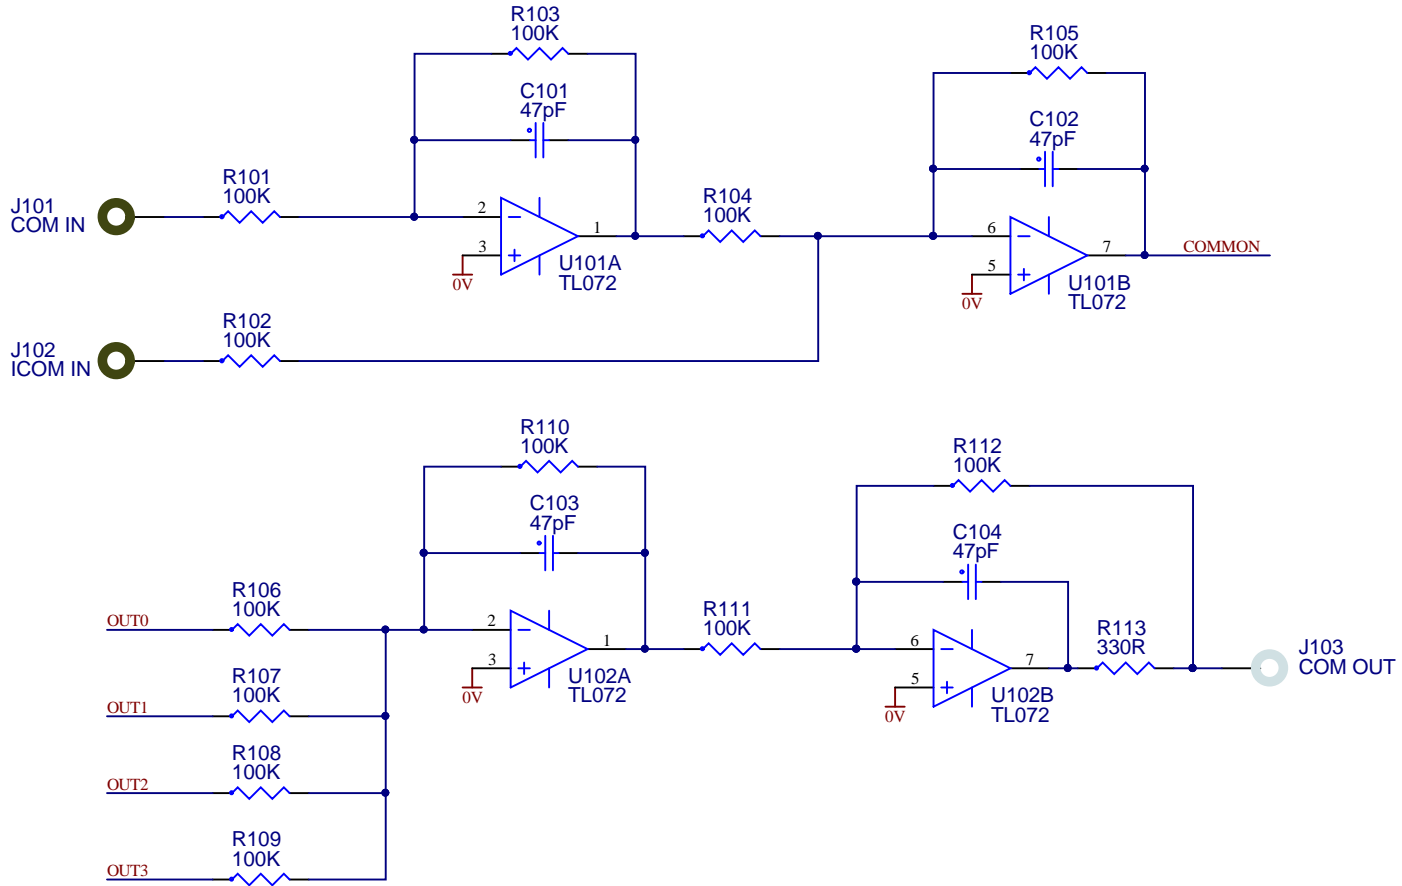 R103
100K
R105
100K
C101
47pF
C102
47pF
R101
100K
R104
100K
J101
COM IN
2
1
3
0V
U101A
TL072
6
7
5
0V
U101B
TL072
COMMON
R102
100K
J102
ICOM IN
R110
100K
R112
100K
C103
47pF
C104
47pF
R106
100K
OUT0
R111
100K
2
1
3
0V
U102A
TL072
6
7
5
0V
U102B
TL072
R113
330R
J103
COM OUT
R107
100K
OUT1
R108
100K
OUT2
R109
100K
OUT3